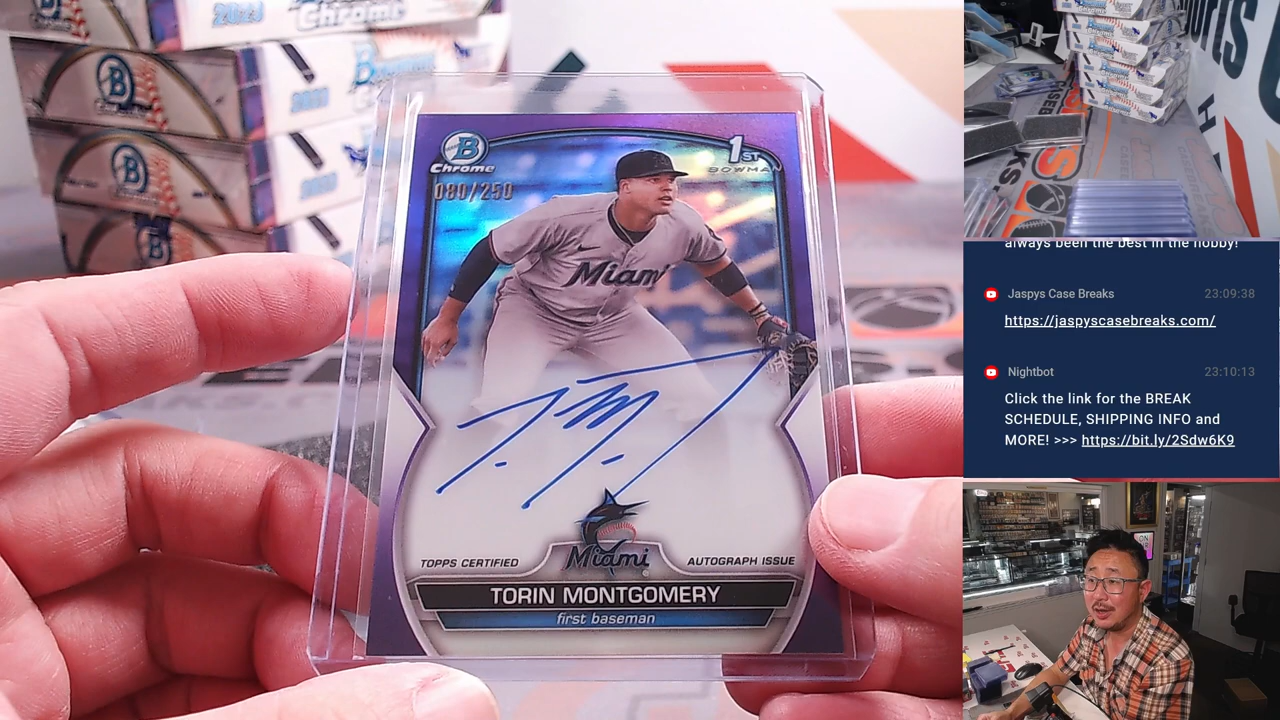 2023
Chrome
Chrome
1ST
BOWMAN
080/250
Miami
TOPPS CERTIFIED
AUTOGRAPH ISSUE
Miami
TORIN MONTGOMERY
first baseman
always been the best in the hobby!
Jaspys Case Breaks
23:09:38
https://jaspyscasebreaks.com/
Nightbot
23:10:13
Click the link for the BREAK
SCHEDULE, SHIPPING INFO and
MORE! >>> https://bit.ly/2Sdw6K9